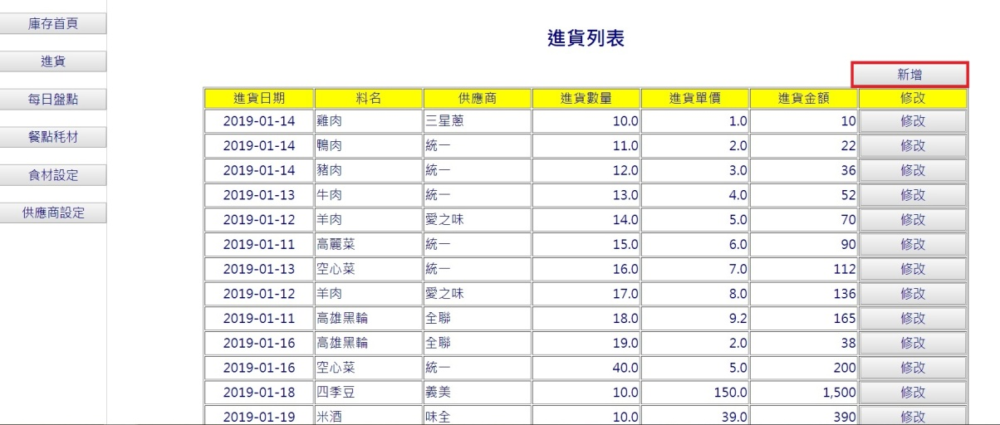 庫存首頁
進貨
每日盤點
餐點秏材
食材設定
供應商設定
進貨列表
新增
進貨日期 料名 供應商 進貨數量 進貨單價 進貨金額 修改
2019-01-14 雞肉 三星蔥 10.0 1.0 10 修改
2019-01-14 鴨肉 統一 11.0 2.0 22 修改
2019-01-14 豬肉 統一 12.0 3.0 36 修改
2019-01-13 牛肉 統一 13.0 4.0 52 修改
2019-01-12 羊肉 愛之味 14.0 5.0 70 修改
2019-01-11 高麗菜 統一 15.0 6.0 90 修改
2019-01-13 空心菜 統一 16.0 7.0 112 修改
2019-01-12 羊肉 愛之味 17.0 8.0 136 修改
2019-01-11 高雄黑輪 全聯 18.0 9.2 165 修改
2019-01-16 高雄黑輪 全聯 19.0 2.0 38 修改
2019-01-16 空心菜 統一 40.0 5.0 200 修改
2019-01-18 四季豆 義美 10.0 150.0 1,500 修改
2019-01-19 米酒 味全 10.0 39.0 390 修改